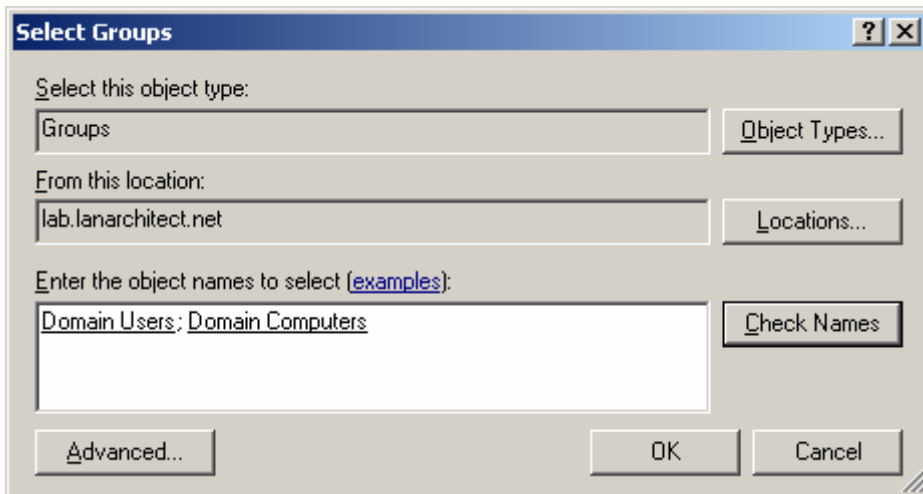 Select Groups
Select this object type:
Groups
Object Types...
From this location:
lab.lanarchitect.net
Locations...
Enter the object names to select (examples):
Domain Users; Domain Computers
Check Names
Advanced...
OK
Cancel